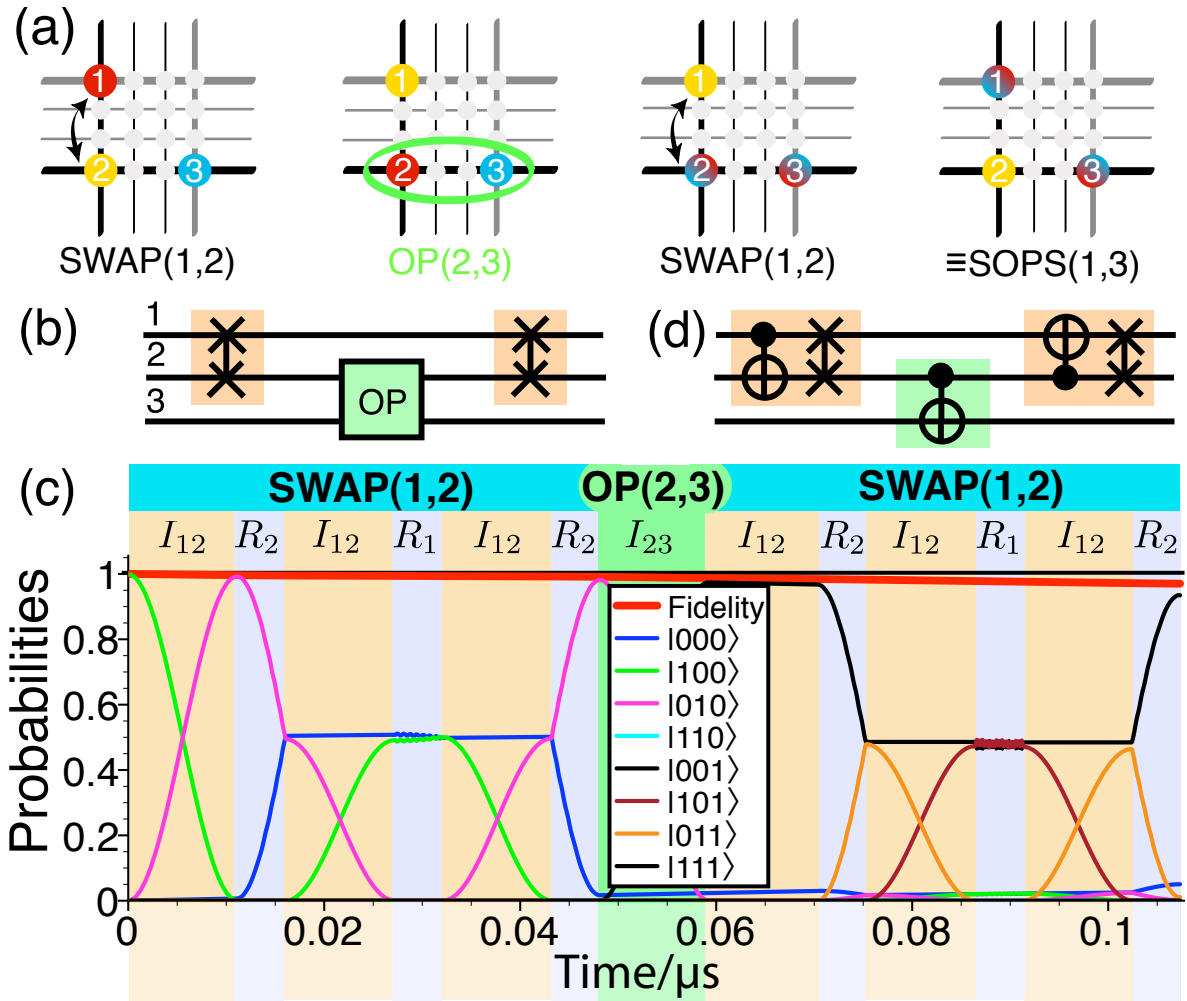 (a)
1 1 1 1
2 3 2 3 2 3 2 3
SWAP(1,2) OP(2,3) SWAP(1,2) ≡SOPS(1,3)
(b) (d)
1
2
3
OP
(c)
SWAP(1,2) OP(2,3) SWAP(1,2)
I₁₂ R₂ I₁₂ R₁ I₁₂ R₂ I₂₃ I₁₂ R₂ I₁₂ R₁ I₁₂ R₂
Probabilities
1
0.8
0.6
0.4
0.2
0
Fidelity
|000⟩
|100⟩
|010⟩
|110⟩
|001⟩
|101⟩
|011⟩
|111⟩
0 0.02 0.04 0.06 0.08 0.1
Time/μs